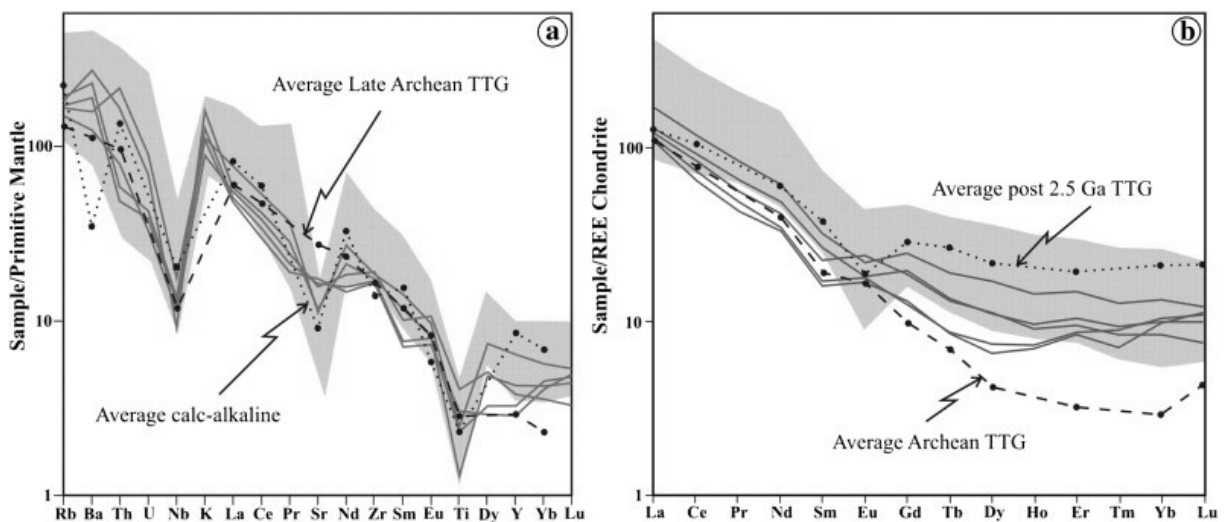 a
Sample/Primitive Mantle
100
10
1
Average Late Archean TTG
Average calc-alkaline
Rb Ba Th U Nb K La Ce Pr Sr Nd Zr Sm Eu Ti Dy Y Yb Lu
b
Sample/REE Chondrite
100
10
1
Average post 2.5 Ga TTG
Average Archean TTG
La Ce Pr Nd Sm Eu Gd Tb Dy Ho Er Tm Yb Lu